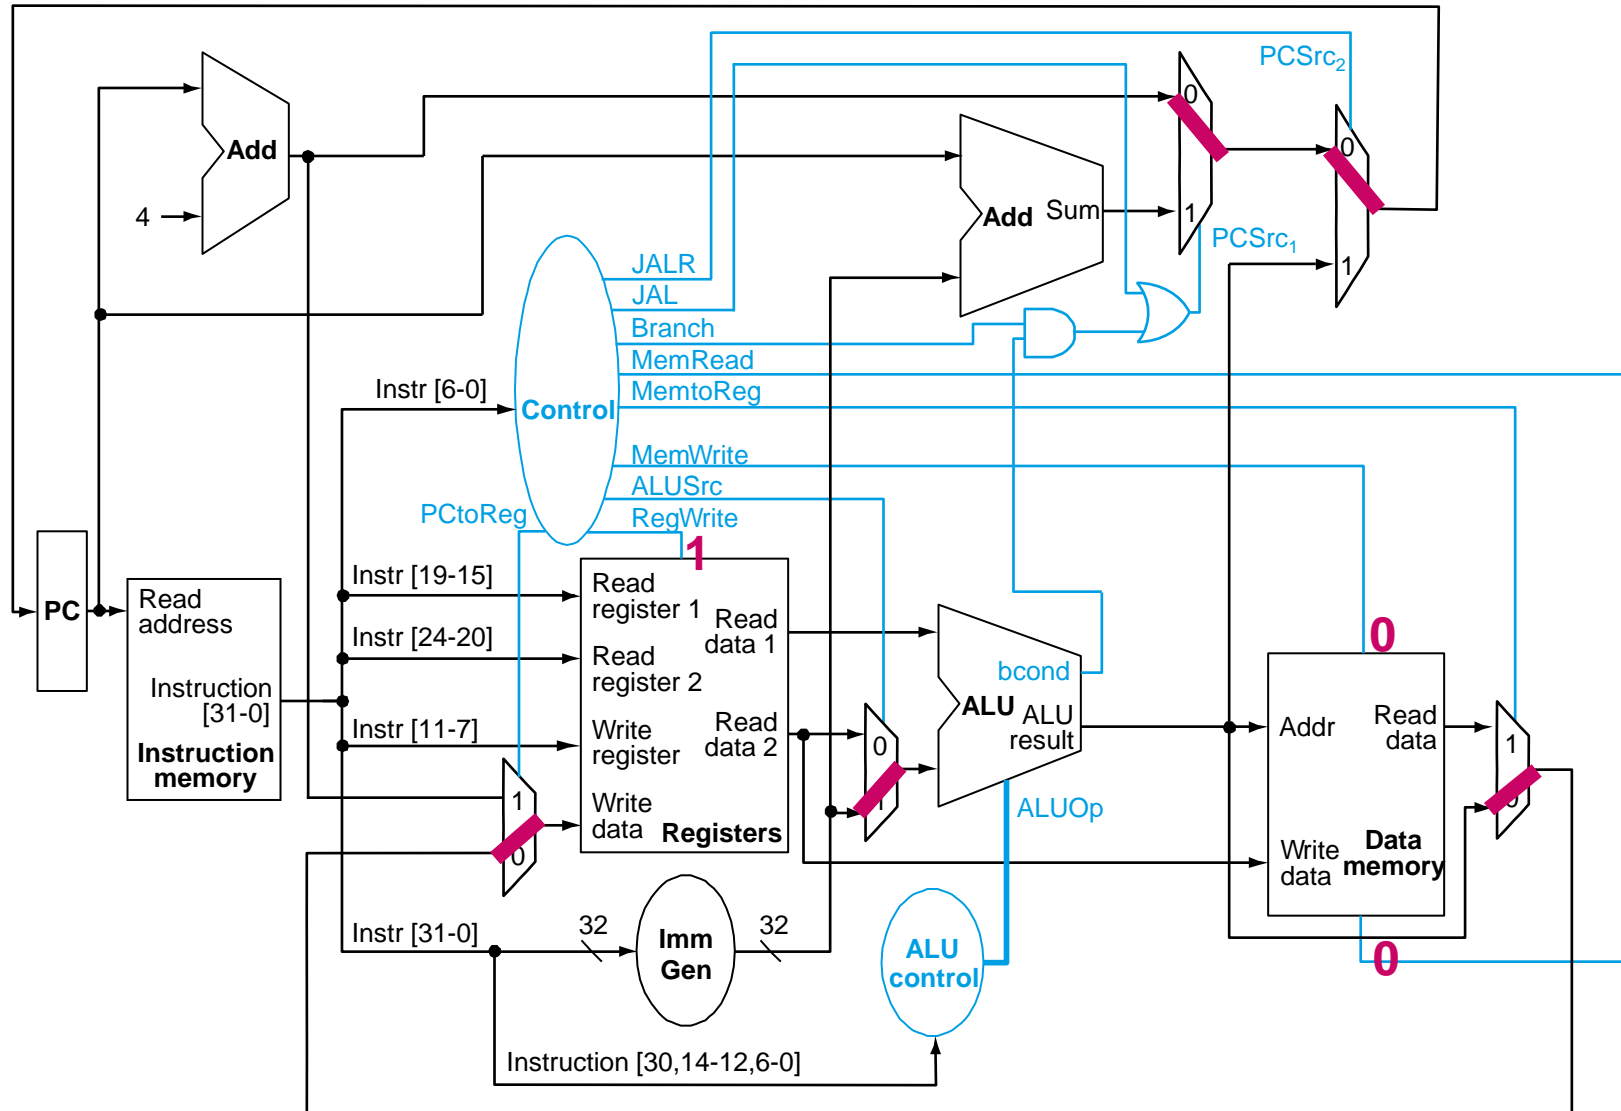 PCSrc2
0
Add
0
4
Add
Sum
1
PCSrc1
1
JALR
JAL
Branch
MemRead
MemtoReg
Instr [6-0]
Control
MemWrite
ALUSrc
PCtoReg
RegWrite
1
PC
Read
address
Instruction
[31-0]
Instruction
memory
Instr [19-15]
Instr [24-20]
Instr [11-7]
Read
register 1
Read
register 2
Write
register
Write
data
Registers
Read
data 1
Read
data 2
1
0
0
1
bcond
ALU
ALU
result
ALUOp
0
Addr
Read
data
Write
data
Data
memory
0
1
0
Instr [31-0]
32
Imm
Gen
32
ALU
control
Instruction [30,14-12,6-0]